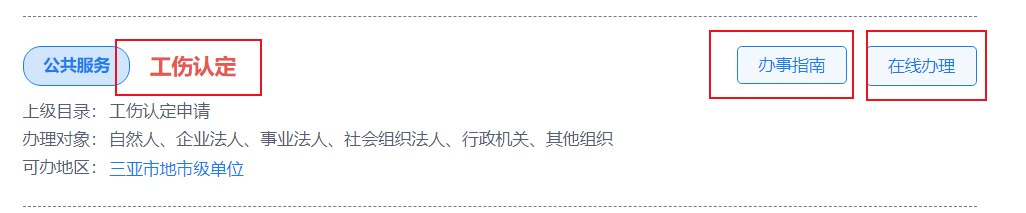 公共服务 工伤认定 办事指南 在线办理
上级目录： 工伤认定申请
办理对象： 自然人、企业法人、事业法人、社会组织法人、行政机关、其他组织
可办地区： 三亚市地市级单位